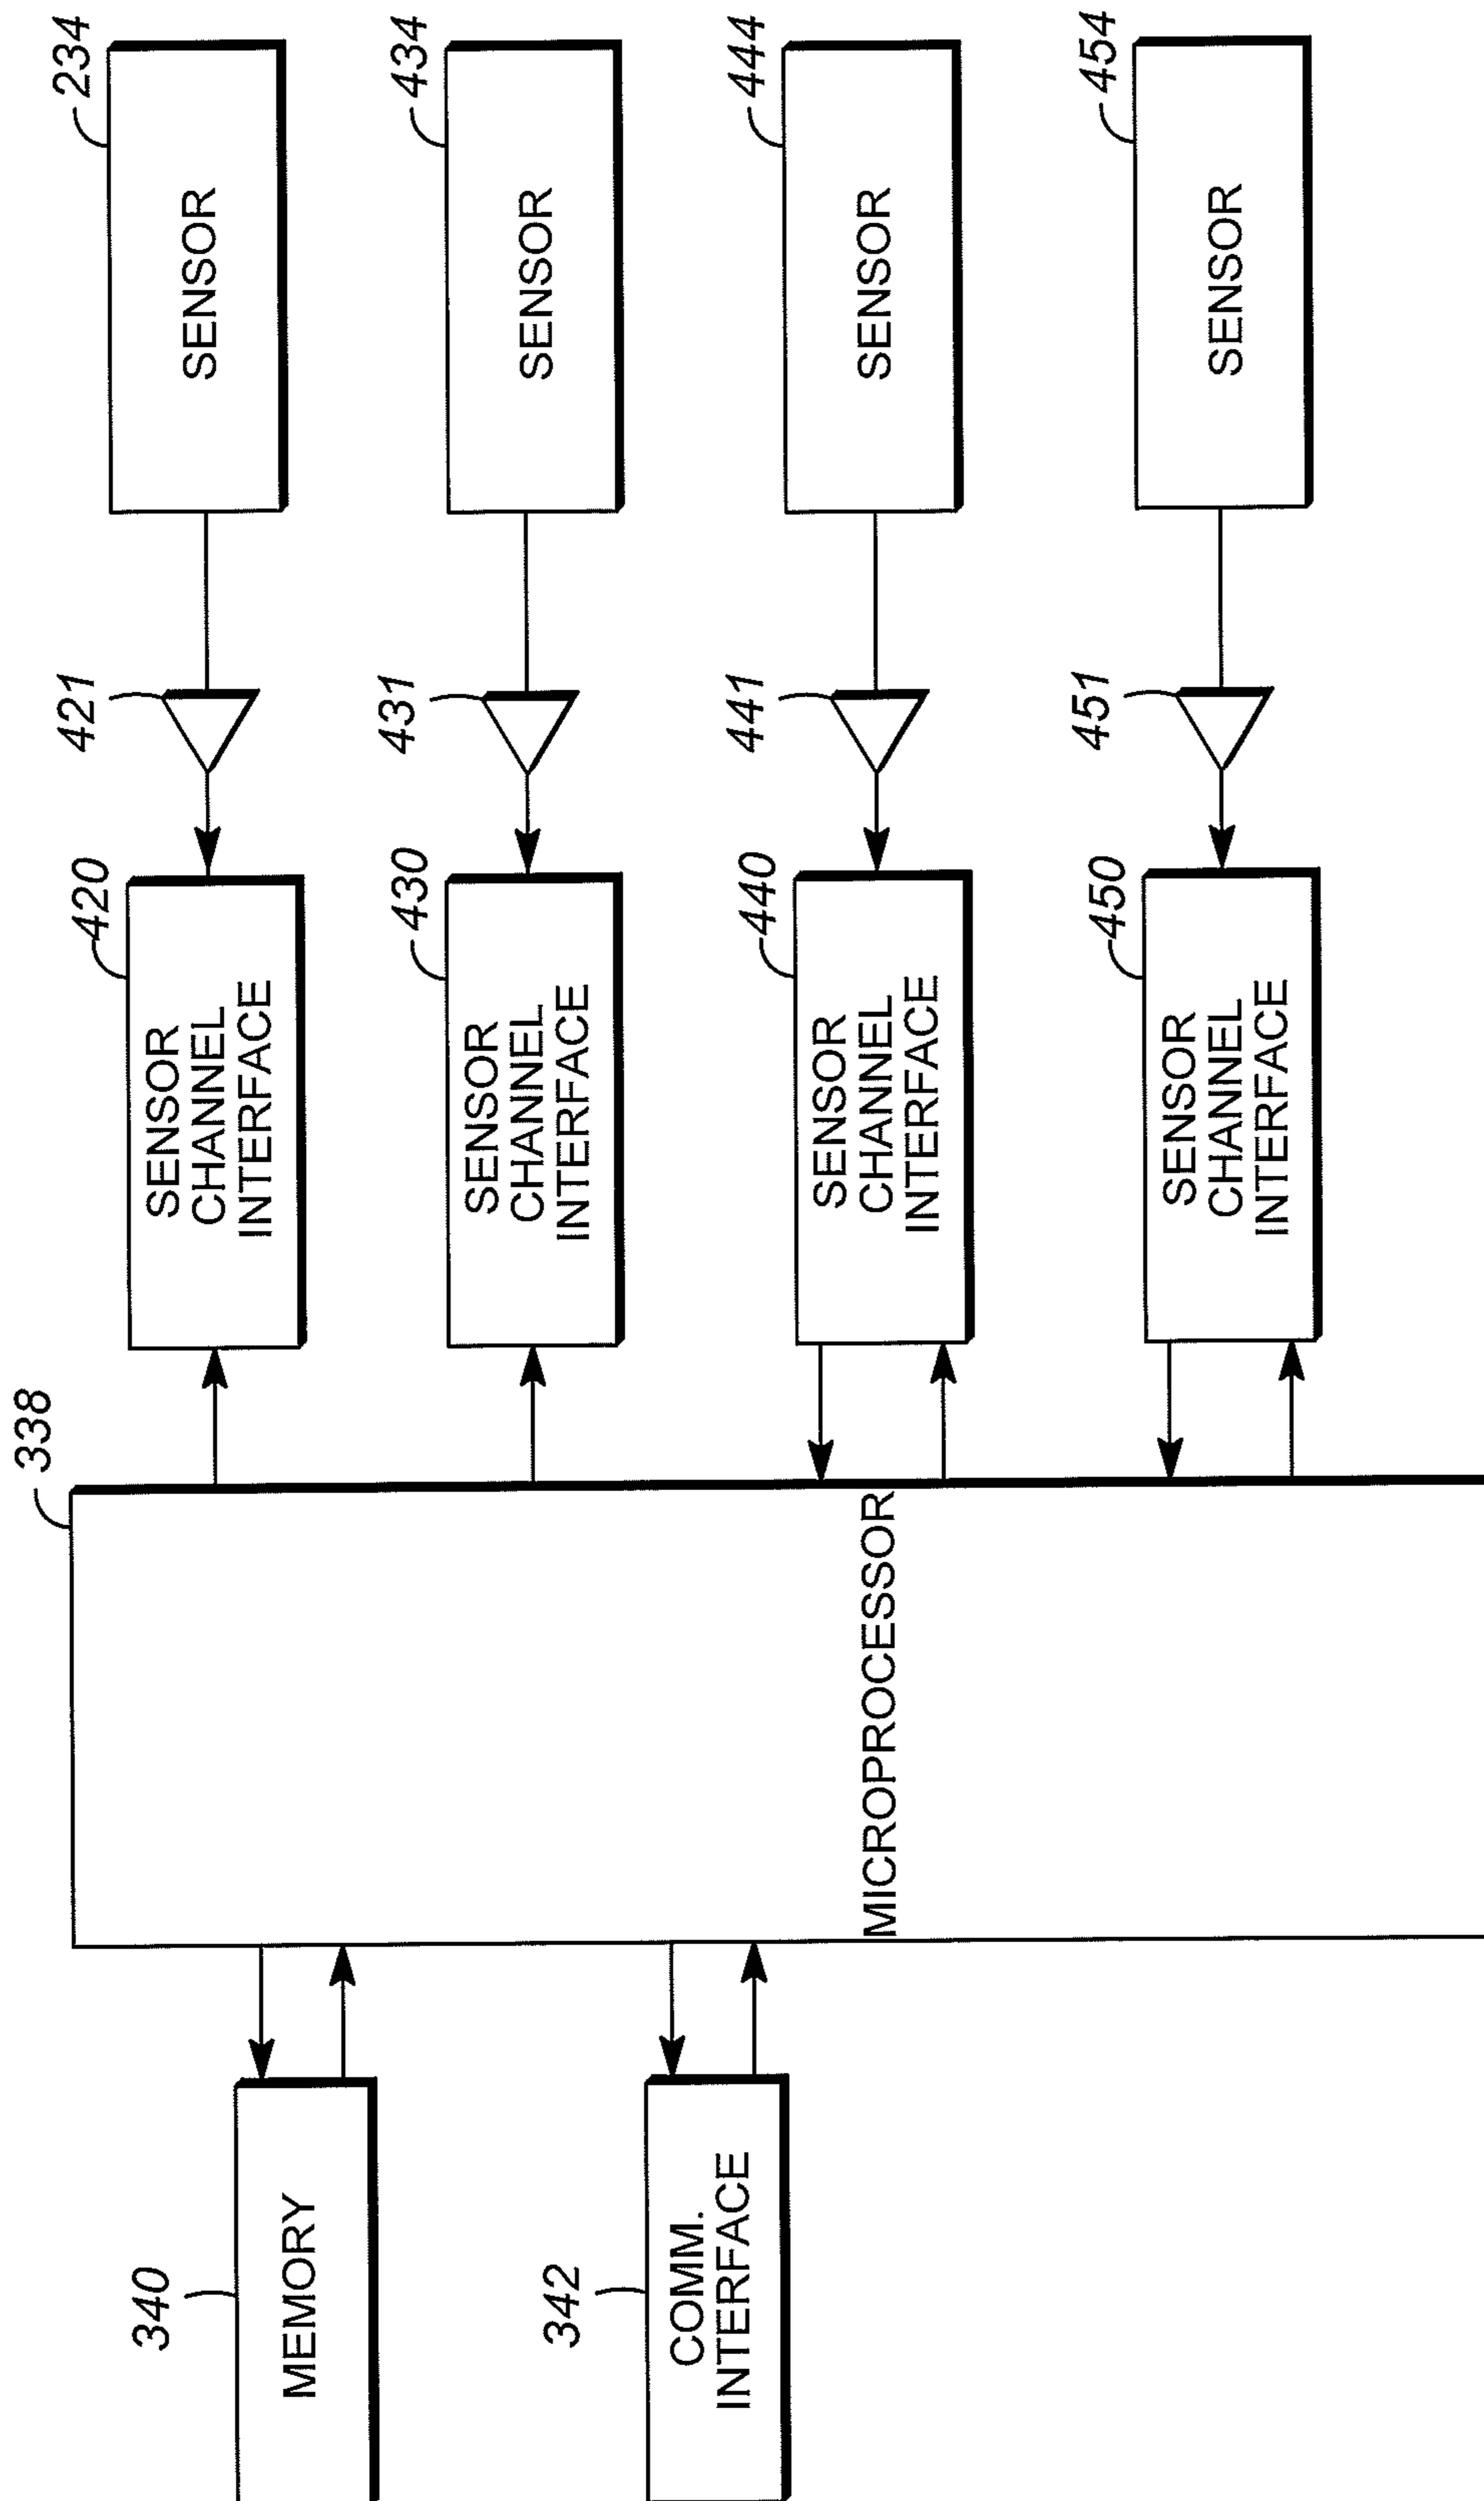 234
SENSOR
434
SENSOR
444
SENSOR
454
SENSOR
421
431
441
451
420
SENSOR
CHANNEL
INTERFACE
430
SENSOR
CHANNEL
INTERFACE
440
SENSOR
CHANNEL
INTERFACE
450
SENSOR
CHANNEL
INTERFACE
338
MICROPROCESSOR
340
MEMORY
342
COMM.
INTERFACE